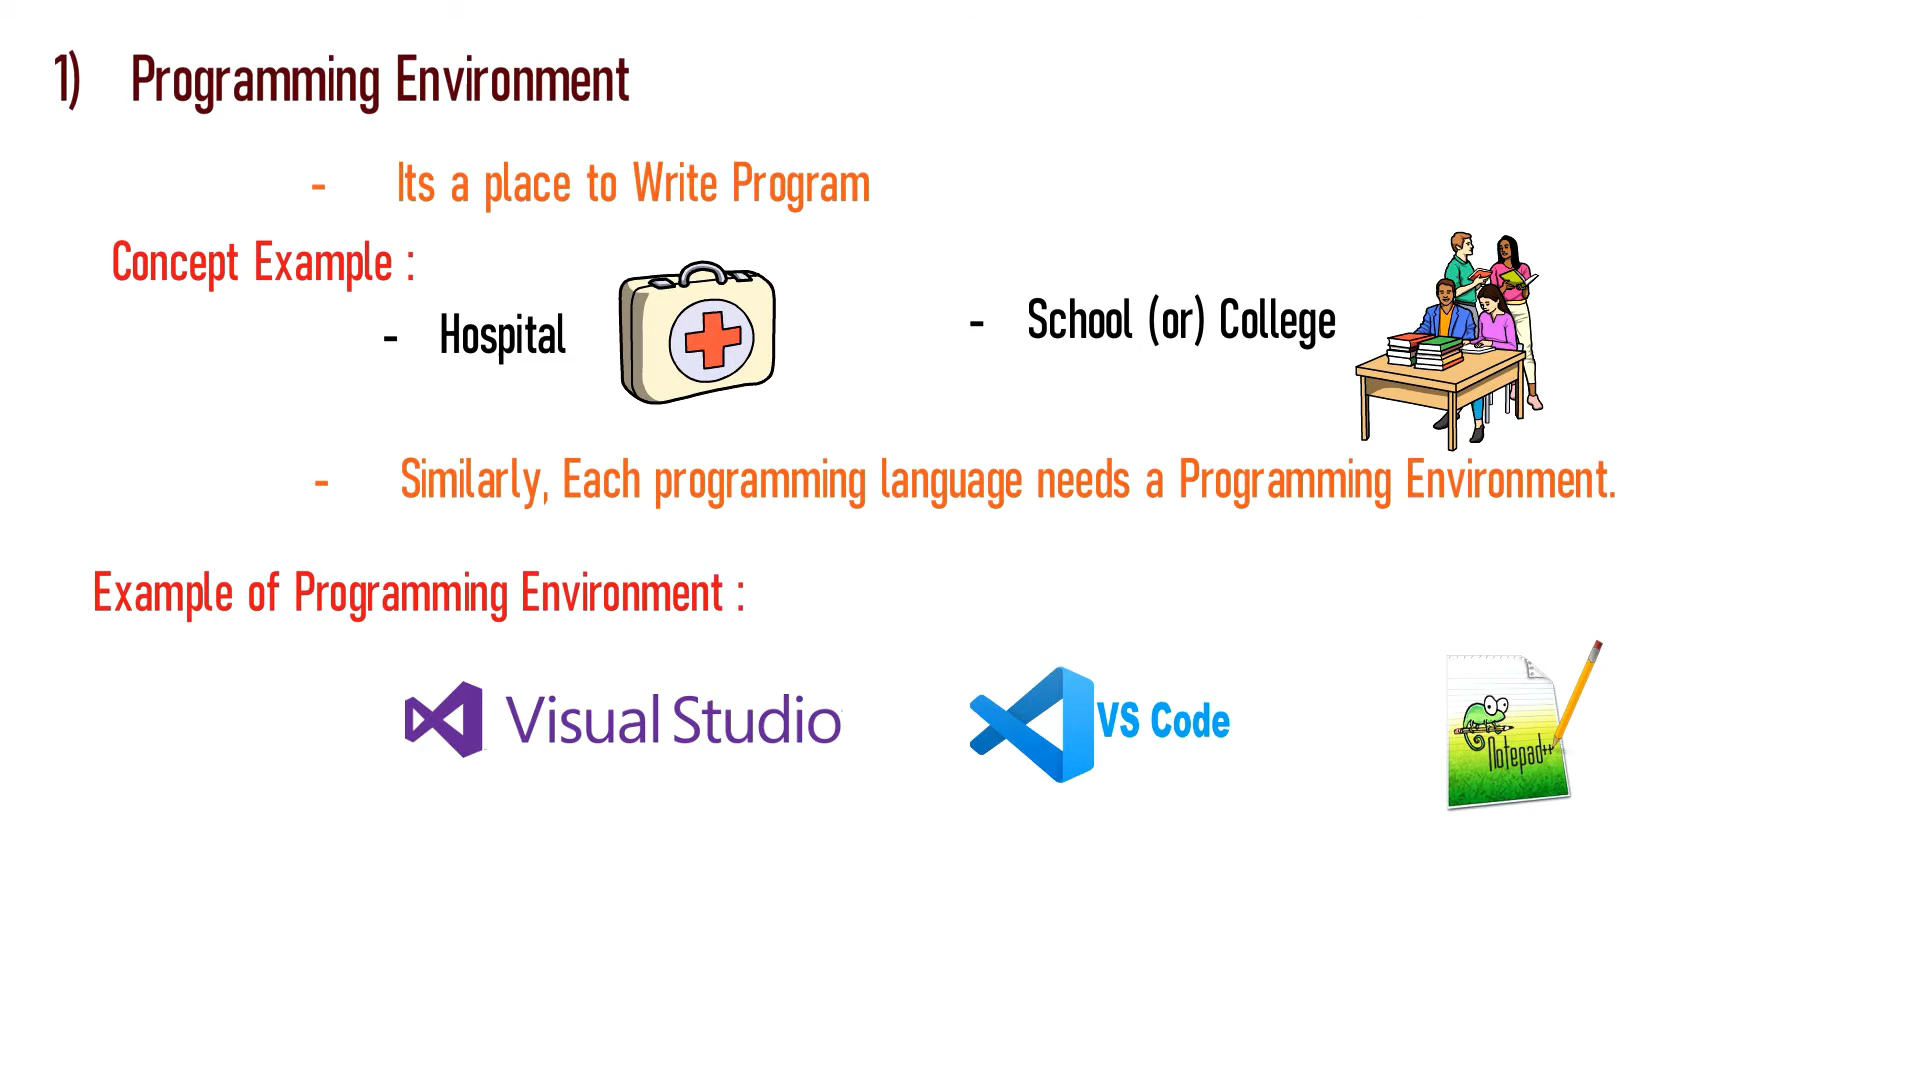 1) Programming Environment
- Its a place to Write Program
Concept Example :
- Hospital
- School (or) College
- Similarly, Each programming language needs a Programming Environment.
Example of Programming Environment :
Visual Studio
VS Code
Notepad++